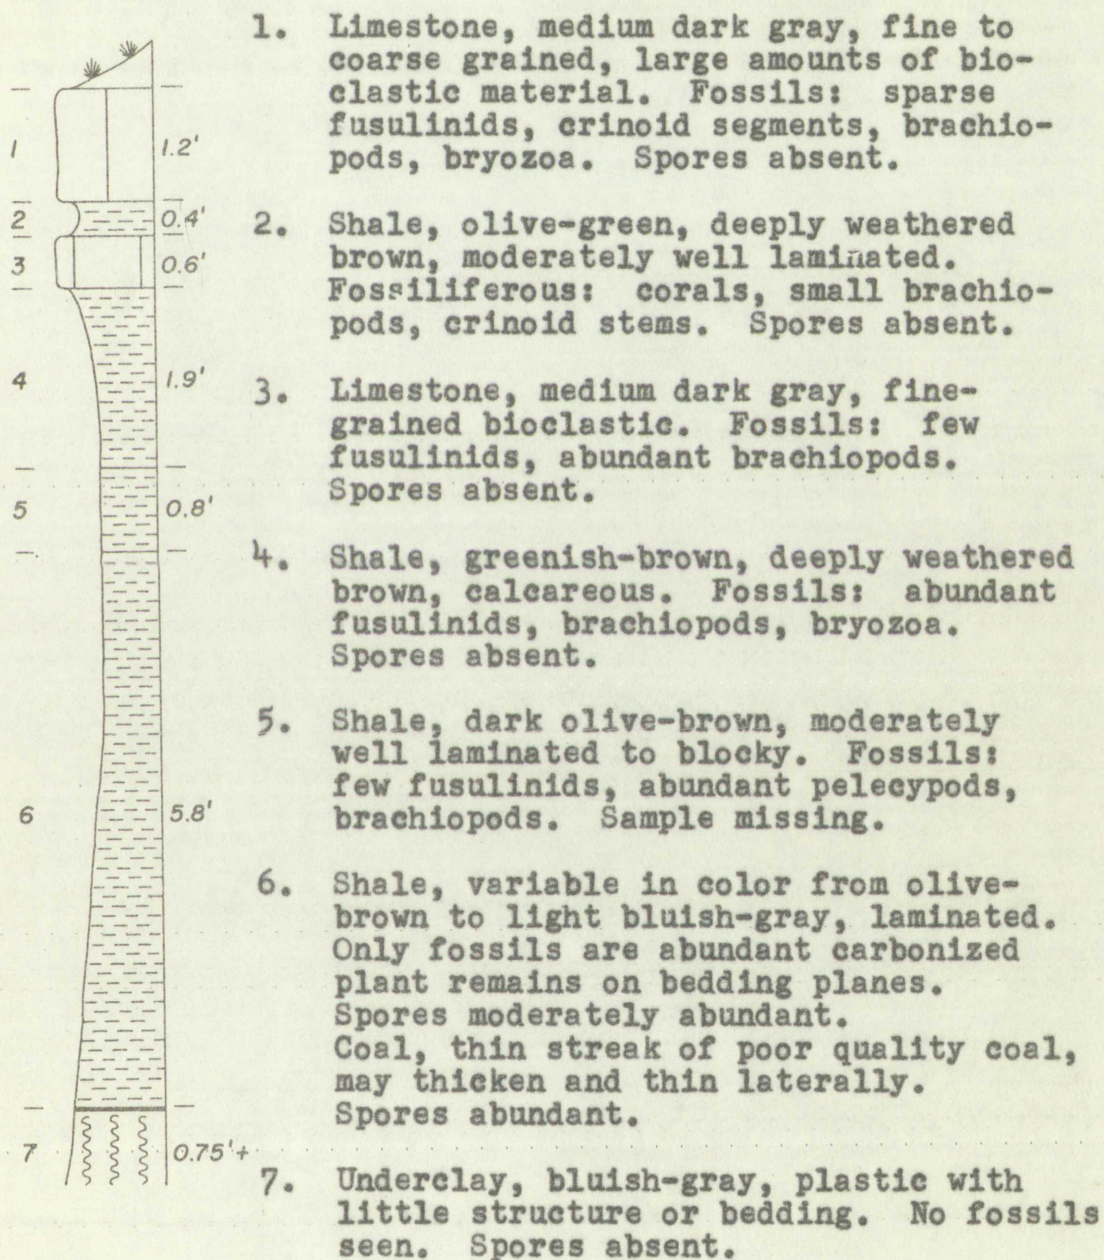 1. Limestone, medium dark gray, fine to
coarse grained, large amounts of bio-
clastic material. Fossils: sparse
fusulinids, crinoid segments, brachio-
pods, bryozoa. Spores absent.
2. Shale, olive-green, deeply weathered
brown, moderately well laminated.
Fossiliferous: corals, small brachio-
pods, crinoid stems. Spores absent.
3. Limestone, medium dark gray, fine-
grained bioclastic. Fossils: few
fusulinids, abundant brachiopods.
Spores absent.
4. Shale, greenish-brown, deeply weathered
brown, calcareous. Fossils: abundant
fusulinids, brachiopods, bryozoa.
Spores absent.
5. Shale, dark olive-brown, moderately
well laminated to blocky. Fossils:
few fusulinids, abundant pelecypods,
brachiopods. Sample missing.
6. Shale, variable in color from olive-
brown to light bluish-gray, laminated.
Only fossils are abundant carbonized
plant remains on bedding planes.
Spores moderately abundant.
Coal, thin streak of poor quality coal,
may thicken and thin laterally.
Spores abundant.
7. Underclay, bluish-gray, plastic with
little structure or bedding. No fossils
seen. Spores absent.
1 1.2'
2 0.4'
3 0.6'
4 1.9'
5 0.8'
6 5.8'
7 0.75'+